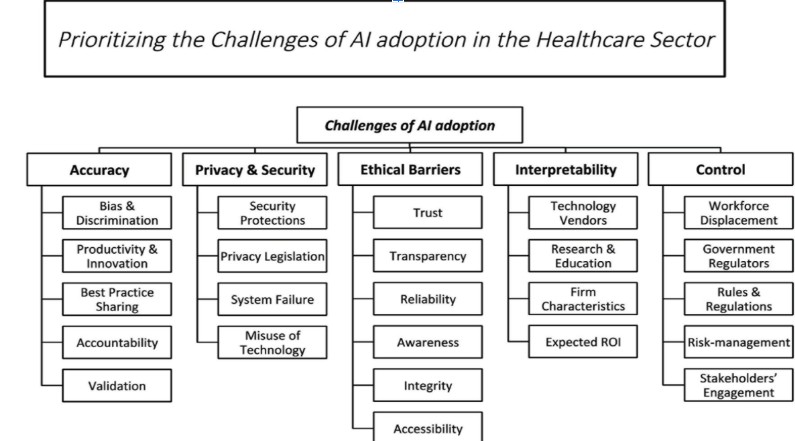 Prioritizing the Challenges of AI adoption in the Healthcare Sector
Challenges of AI adoption
Accuracy
Bias &
Discrimination
Productivity &
Innovation
Best Practice
Sharing
Accountability
Validation
Privacy & Security
Security
Protections
Privacy Legislation
System Failure
Misuse of
Technology
Ethical Barriers
Trust
Transparency
Reliability
Awareness
Integrity
Accessibility
Interpretability
Technology
Vendors
Research &
Education
Firm
Characteristics
Expected ROI
Control
Workforce
Displacement
Government
Regulators
Rules &
Regulations
Risk-management
Stakeholders'
Engagement